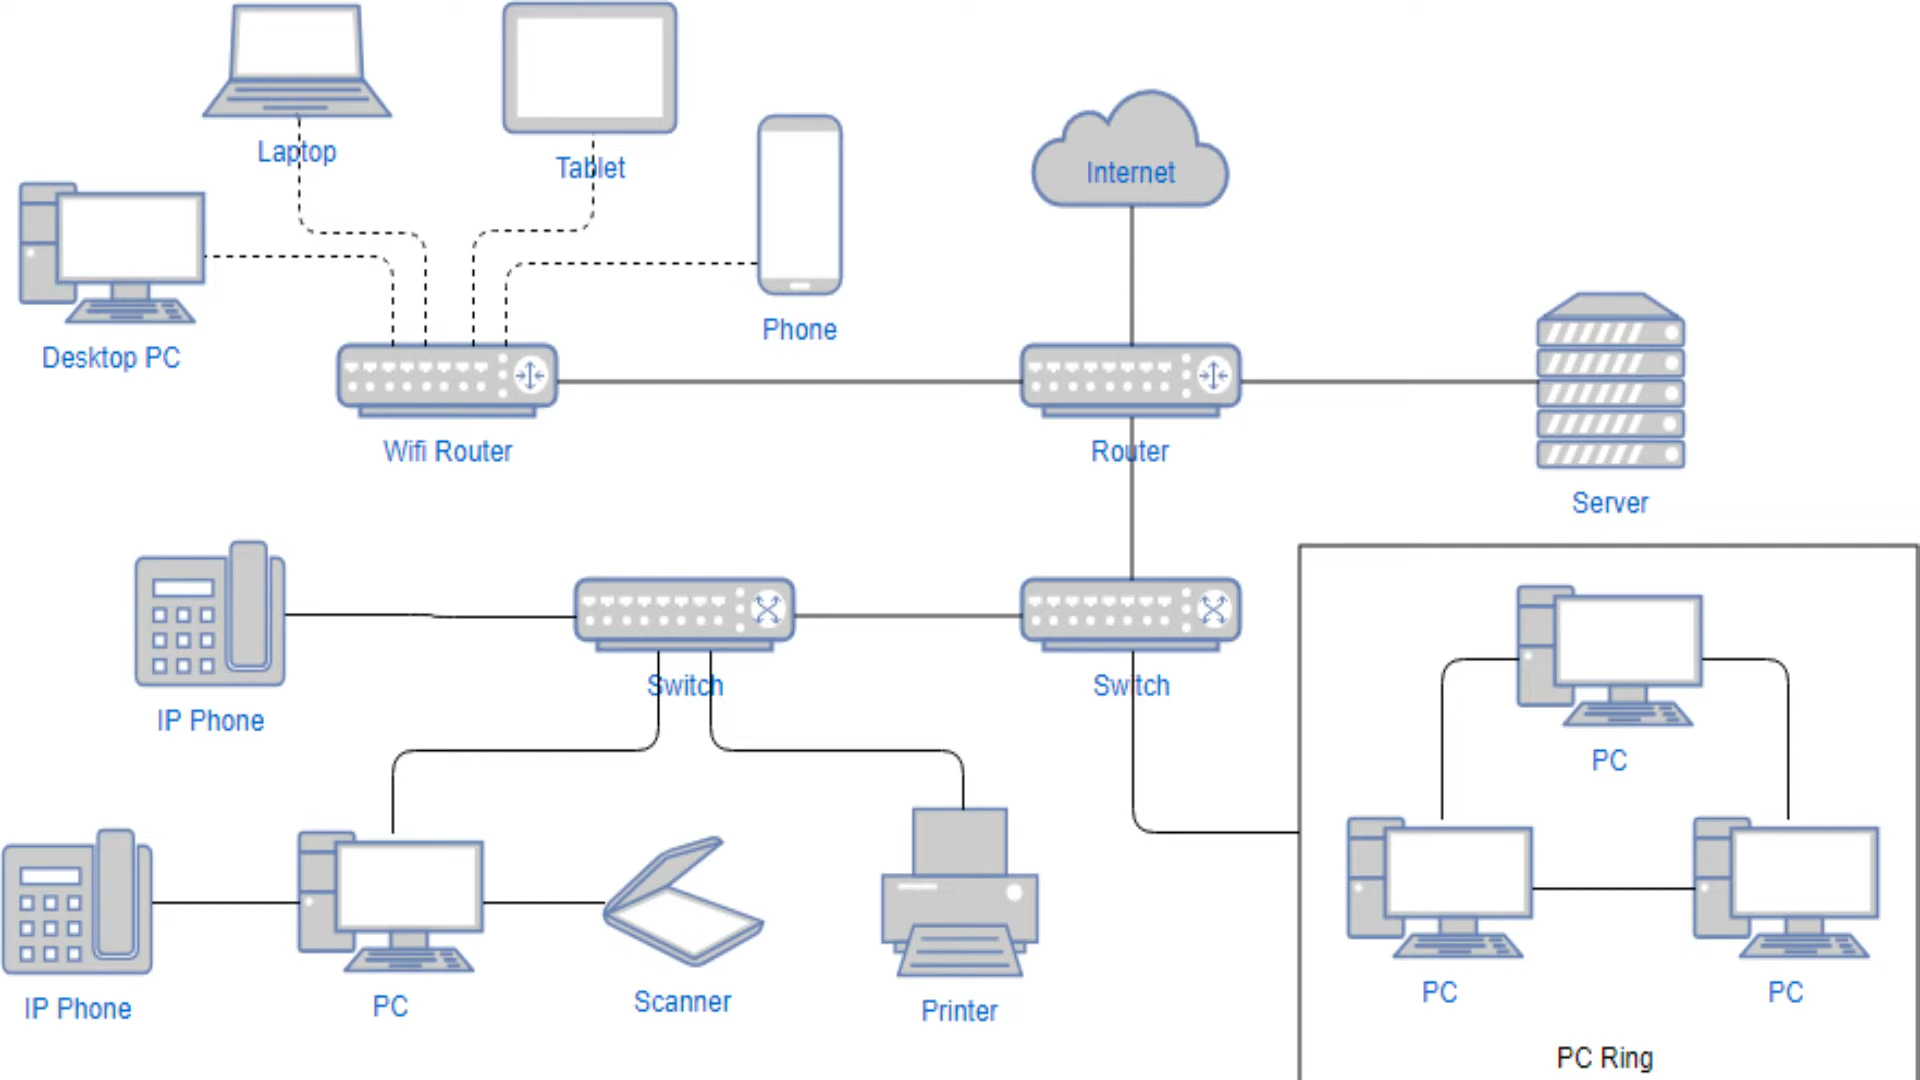 Laptop
Tablet
Internet
Phone
Desktop PC
Wifi Router
Router
Server
Switch
Switch
IP Phone
PC
IP Phone
PC
Scanner
Printer
PC
PC
PC Ring